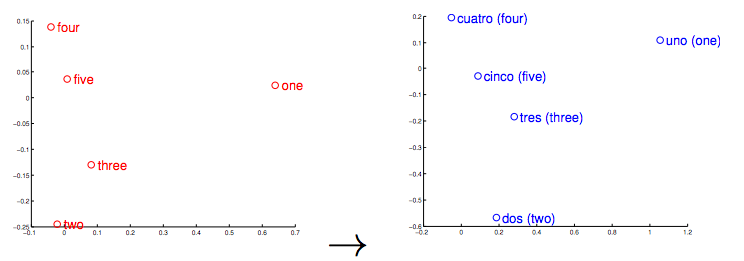 0.15
four
0.1
0.05
five
0
one
−0.05
−0.1
three
−0.15
−0.2
two
−0.25
−0.1 0 0.1 0.2 0.3 0.4 0.5 0.6 0.7
→
0.2
cuatro (four)
0.1
uno (one)
0
cinco (five)
−0.1
tres (three)
−0.2
−0.3
−0.4
−0.5
dos (two)
−0.6
−0.2 0 0.2 0.4 0.6 0.8 1 1.2